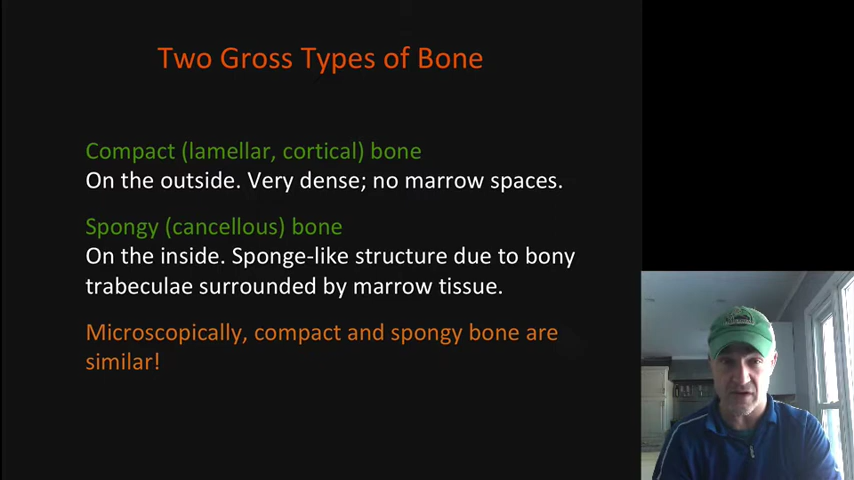 Two Gross Types of Bone
Compact (lamellar, cortical) bone
On the outside. Very dense; no marrow spaces.
Spongy (cancellous) bone
On the inside. Sponge-like structure due to bony
trabeculae surrounded by marrow tissue.
Microscopically, compact and spongy bone are
similar!